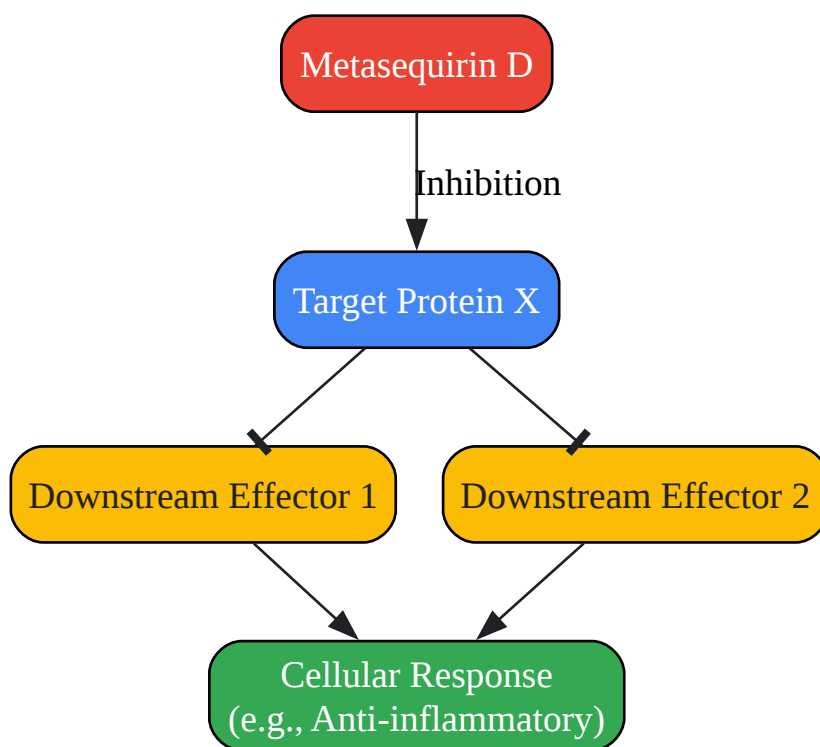 Metasequirin D
Inhibition
Target Protein X
Downstream Effector 1
Downstream Effector 2
Cellular Response
(e.g., Anti-inflammatory)